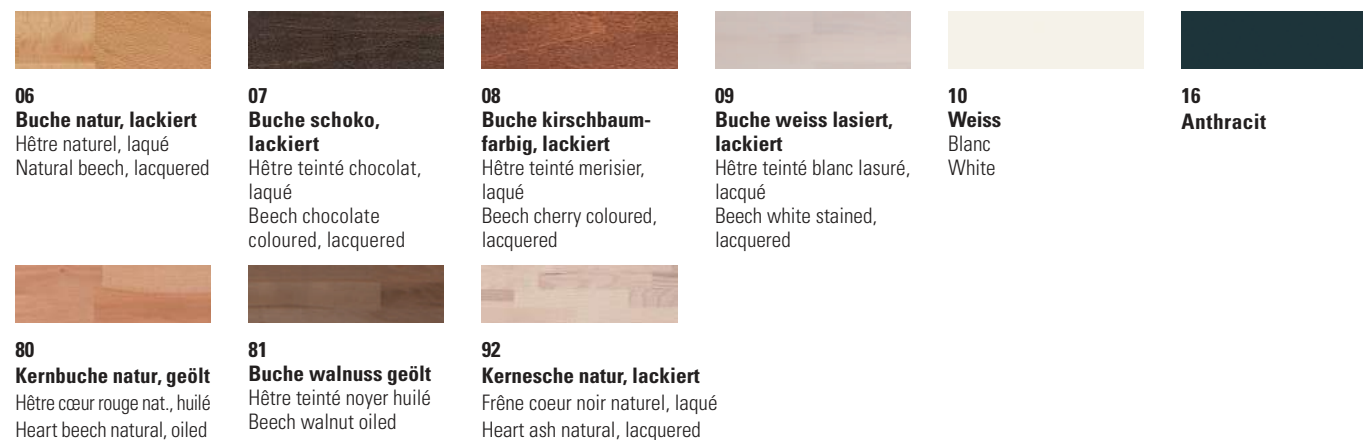 06
Buche natur, lackiert
Hêtre naturel, laqué
Natural beech, lacquered
07
Buche schoko,
lackiert
Hêtre teinté chocolat,
laqué
Beech chocolate
coloured, lacquered
08
Buche kirschbaum-
farbig, lackiert
Hêtre teinté merisier,
laqué
Beech cherry coloured,
lacquered
09
Buche weiss lasiert,
lackiert
Hêtre teinté blanc lasuré,
lacqué
Beech white stained,
lacquered
10
Weiss
Blanc
White
16
Anthracit
80
Kernbuche natur, geölt
Hêtre cœur rouge nat., huilé
Heart beech natural, oiled
81
Buche walnuss geölt
Hêtre teinté noyer huilé
Beech walnut oiled
92
Kernesche natur, lackiert
Frêne coeur noir naturel, laqué
Heart ash natural, lacquered